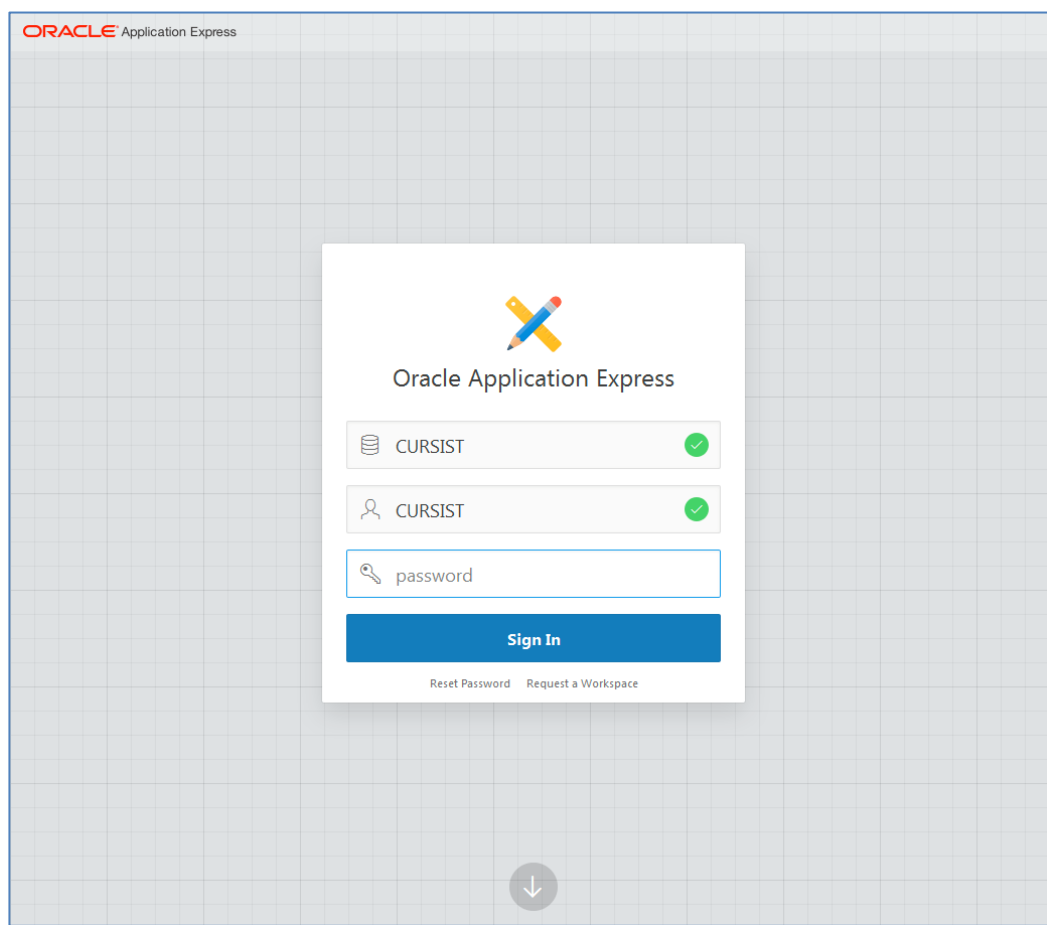 ORACLE Application Express
Oracle Application Express
CURSIST
CURSIST
password
Sign In
Reset Password Request a Workspace